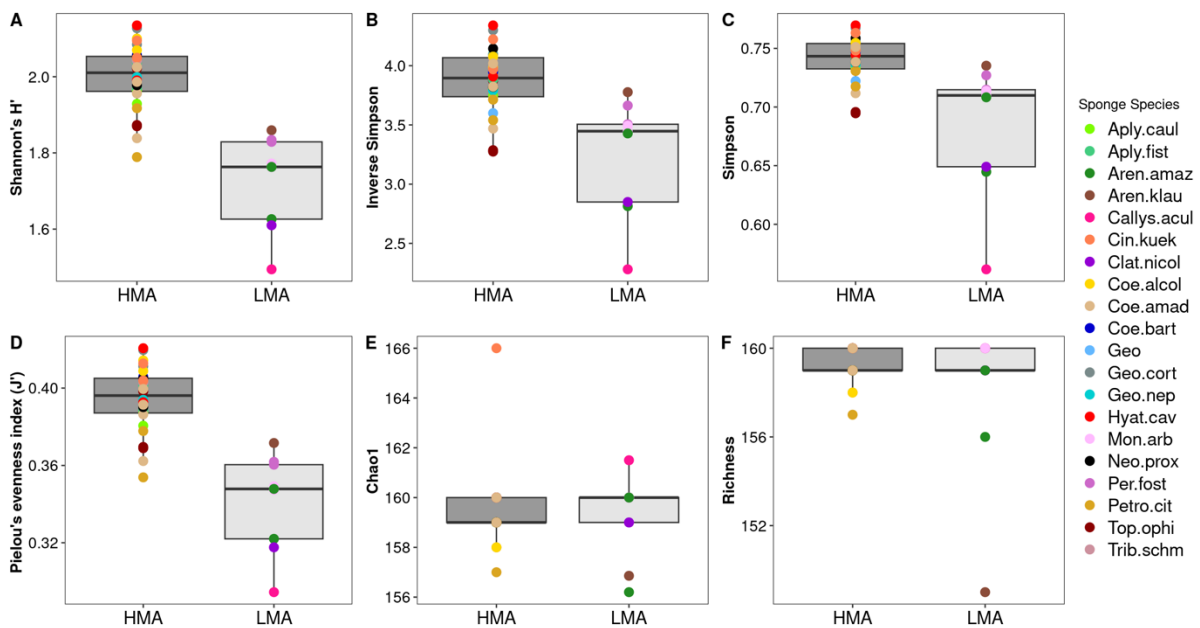 A
Shannon's H'
2.0
1.8
1.6
HMA
LMA
B
Inverse Simpson
4.0
3.5
3.0
2.5
HMA
LMA
C
Simpson
0.75
0.70
0.65
0.60
HMA
LMA
D
Pielou's evenness index (J')
0.40
0.36
0.32
HMA
LMA
E
Chao1
166
164
162
160
158
156
HMA
LMA
F
Richness
160
156
152
HMA
LMA
Sponge Species
Aply.caul
Aply.fist
Aren.amaz
Aren.klau
Callys.acul
Cin.kuek
Clat.nicol
Coe.alcol
Coe.amad
Coe.bart
Geo
Geo.cort
Geo.nep
Hyat.cav
Mon.arb
Neo.prox
Per.fost
Petro.cit
Top.ophi
Trib.schm